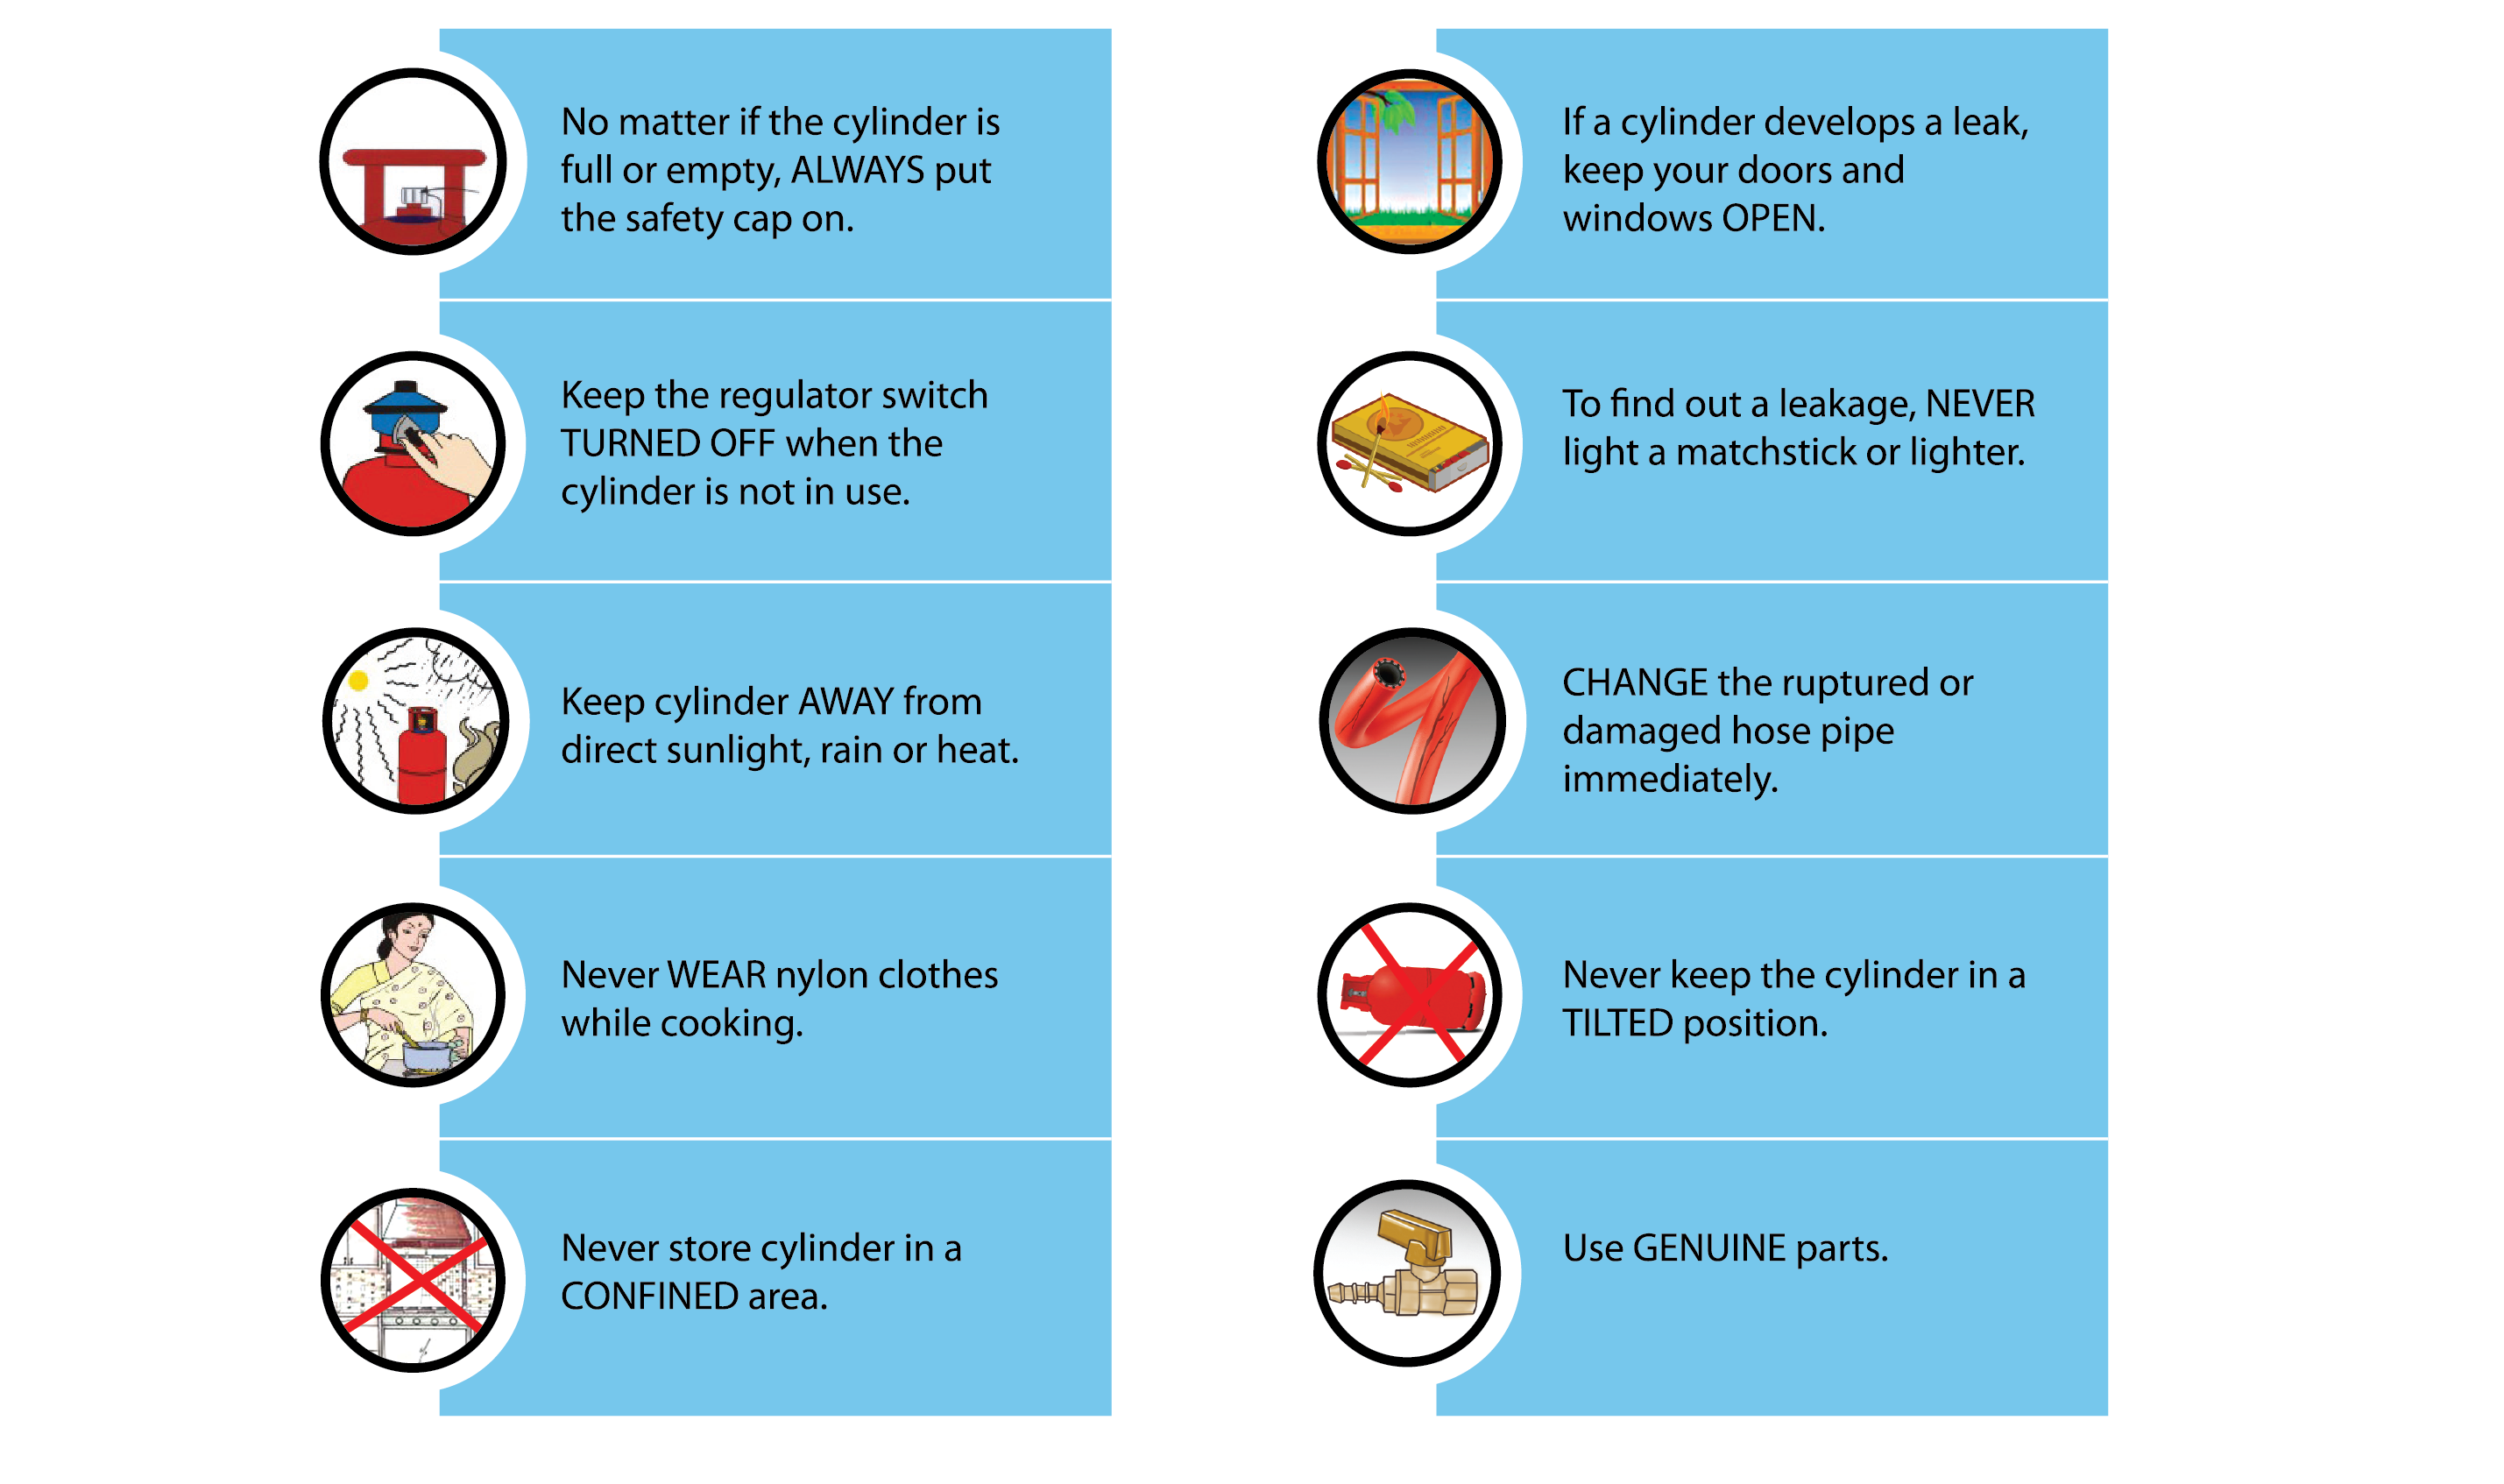 No matter if the cylinder is
full or empty, ALWAYS put
the safety cap on.
Keep the regulator switch
TURNED OFF when the
cylinder is not in use.
Keep cylinder AWAY from
direct sunlight, rain or heat.
Never WEAR nylon clothes
while cooking.
Never store cylinder in a
CONFINED area.
If a cylinder develops a leak,
keep your doors and
windows OPEN.
To find out a leakage, NEVER
light a matchstick or lighter.
CHANGE the ruptured or
damaged hose pipe
immediately.
Never keep the cylinder in a
TILTED position.
Use GENUINE parts.